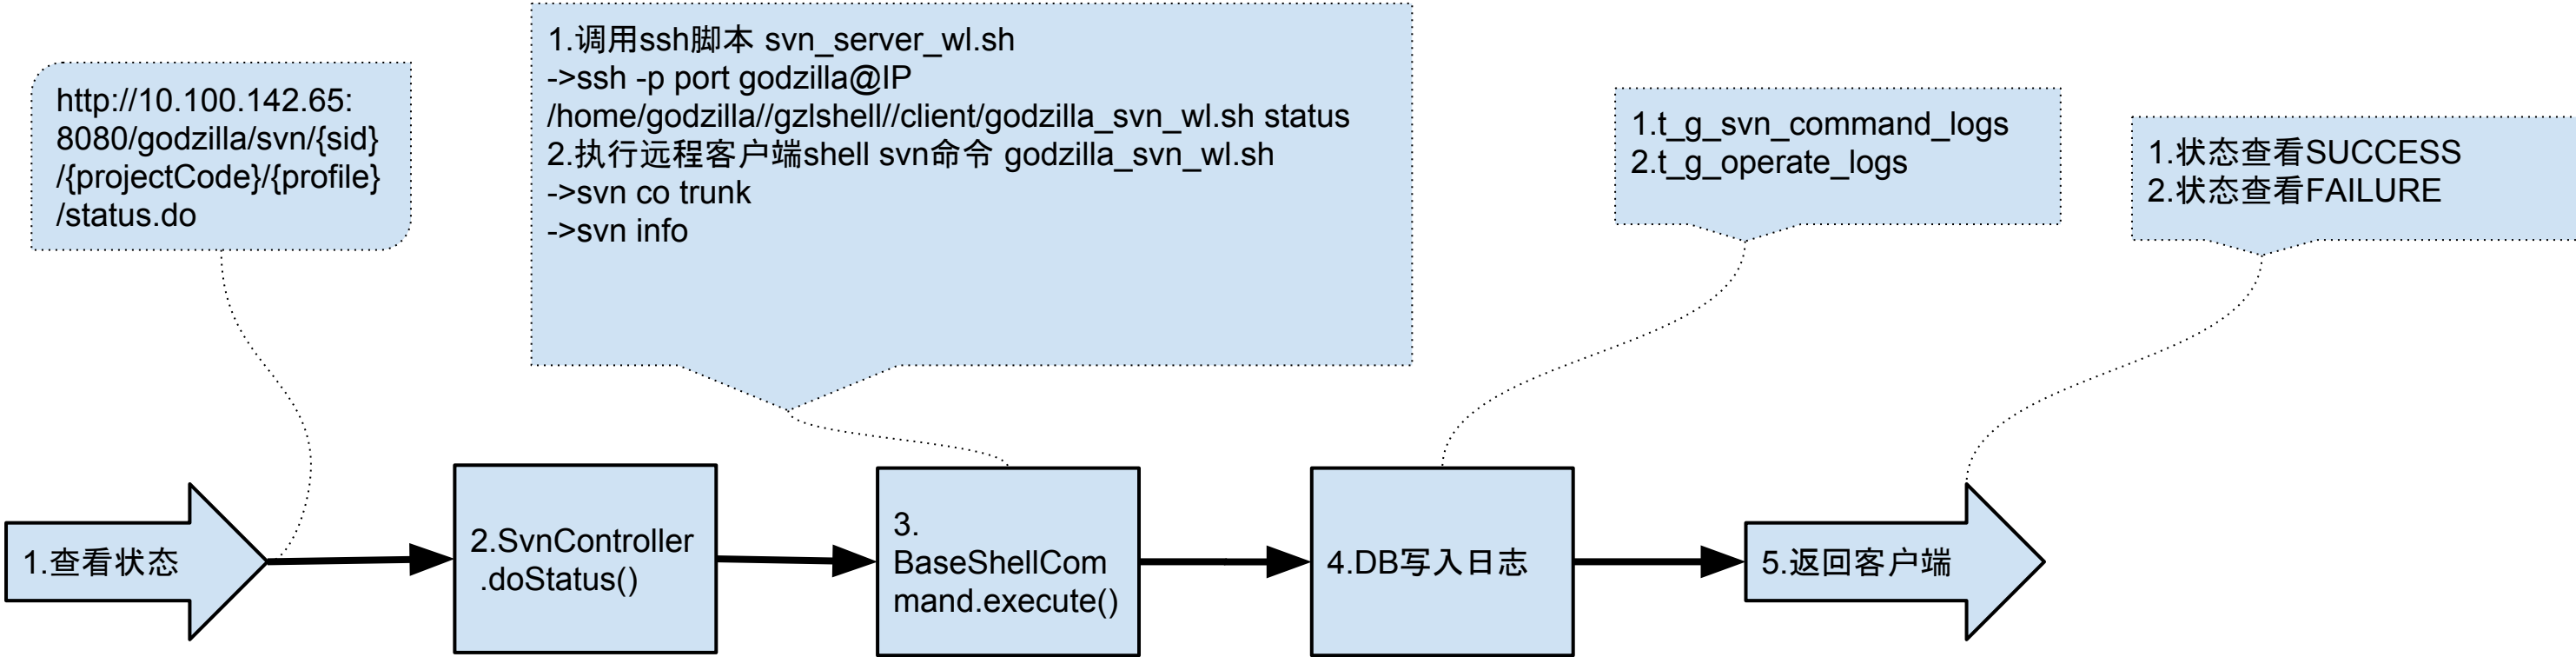 http://10.100.142.65:
8080/godzilla/svn/{sid}
/{projectCode}/{profile}
/status.do
1.调用ssh脚本 svn_server_wl.sh
->ssh -p port godzilla@IP
/home/godzilla//gzlshell//client/godzilla_svn_wl.sh status
2.执行远程客户端shell svn命令 godzilla_svn_wl.sh
->svn co trunk
->svn info
1.t_g_svn_command_logs
2.t_g_operate_logs
1.状态查看SUCCESS
2.状态查看FAILURE
1.查看状态
2.SvnController
.doStatus()
3.
BaseShellCom
mand.execute()
4.DB写入日志
5.返回客户端